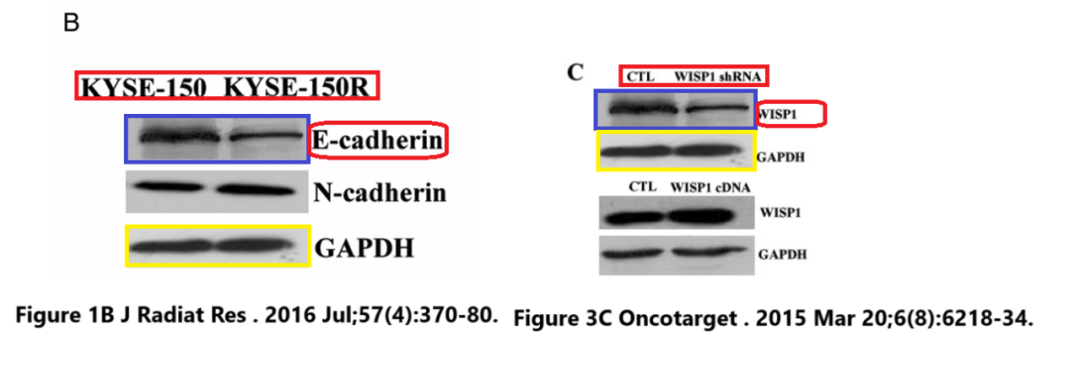 B
KYSE-150 KYSE-150R
E-cadherin
N-cadherin
GAPDH
Figure 1B J Radiat Res . 2016 Jul;57(4):370-80.
C
CTL WISP1 shRNA
WISP1
GAPDH
CTL WISP1 cDNA
WISP1
GAPDH
Figure 3C Oncotarget . 2015 Mar 20;6(8):6218-34.